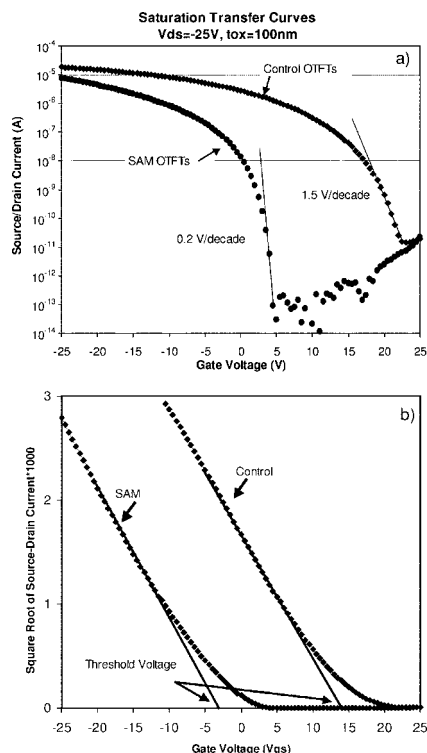 Saturation Transfer Curves
Vds=-25V, tox=100nm
a)
Source/Drain Current (A)
10-4
10-5
10-6
10-7
10-8
10-9
10-10
10-11
10-12
10-13
10-14
Control OTFTs
SAM OTFTs
1.5 V/decade
0.2 V/decade
-25 -20 -15 -10 -5 0 5 10 15 20 25
Gate Voltage (V)
b)
Square Root of Source-Drain Current*1000
3
2
1
0
SAM
Control
Threshold Voltage
-25 -20 -15 -10 -5 0 5 10 15 20 25
Gate Voltage (Vgs)